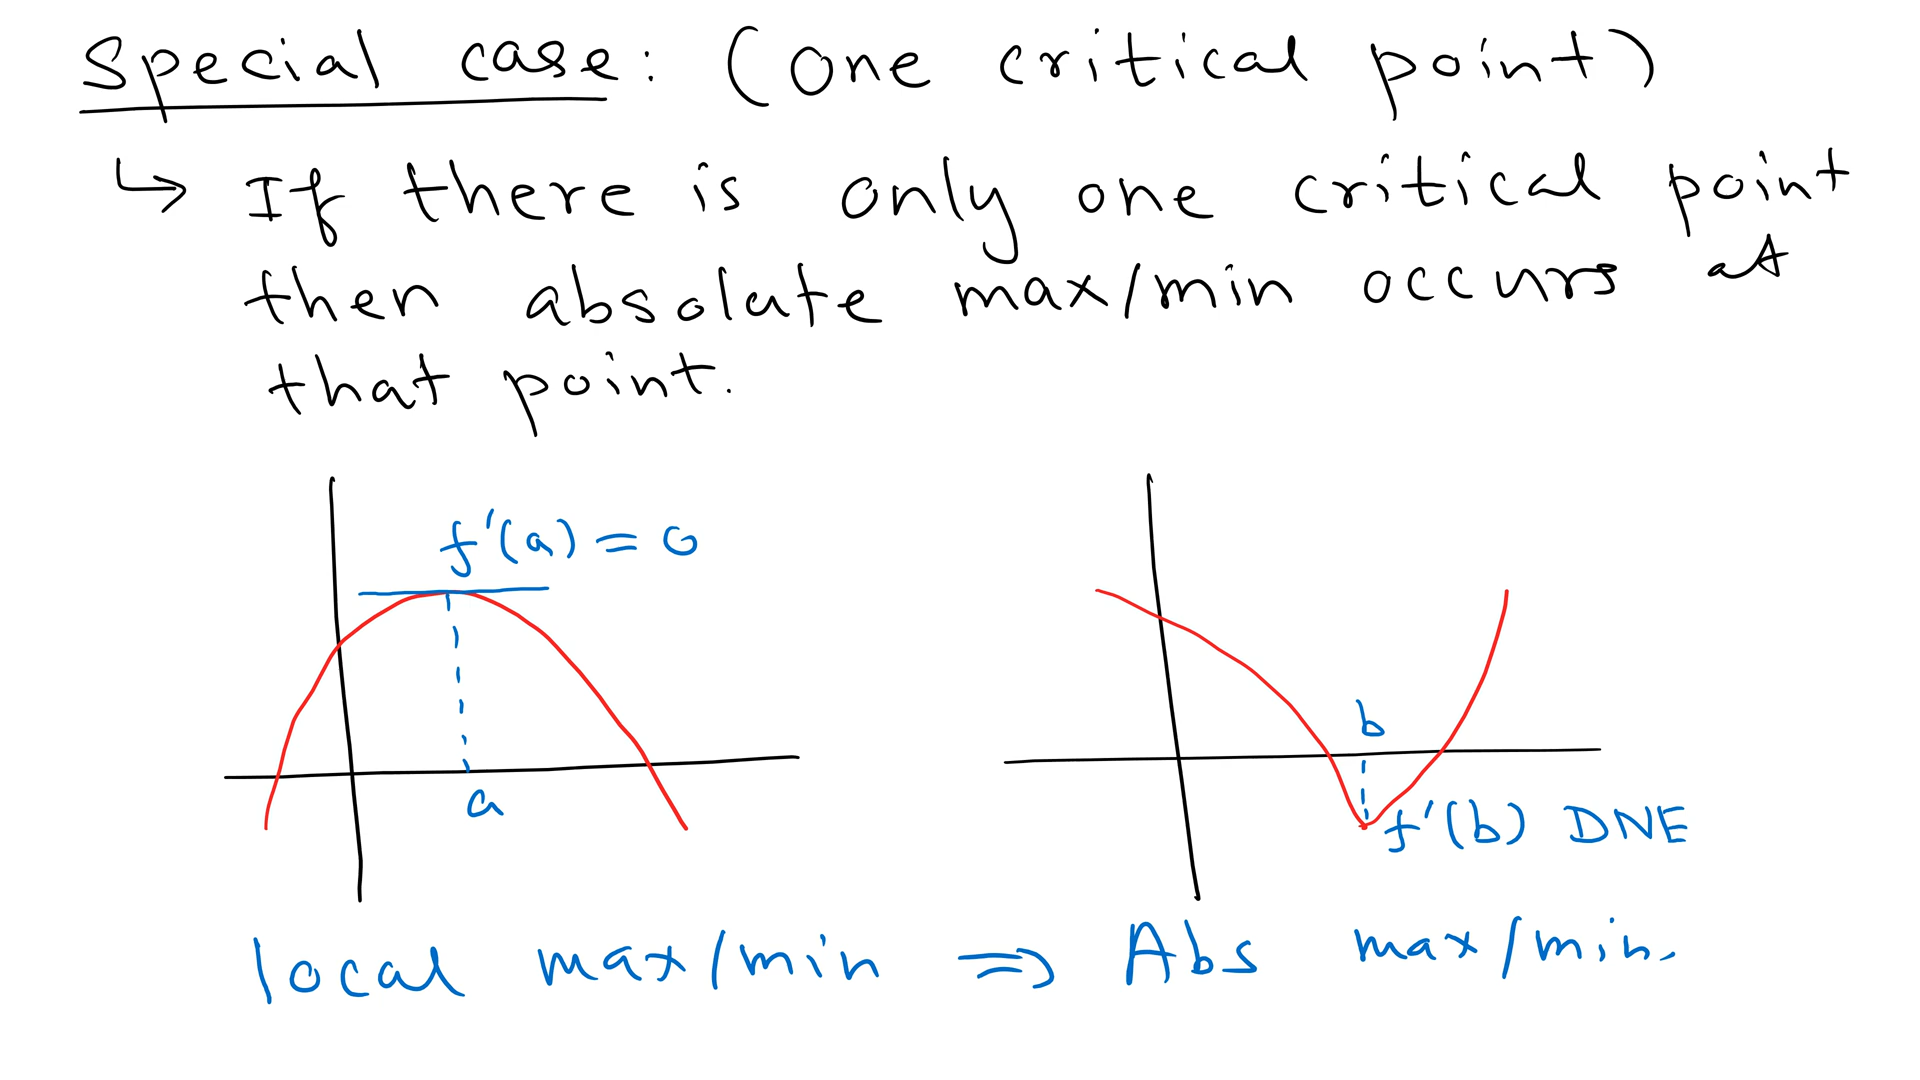 Special case: (One critical point)
↳ If there is only one critical point
then absolute max/min occurs at
that point.
f'(a) = 0
a
b
f'(b) DNE
local max/min ⇒ Abs max/min.